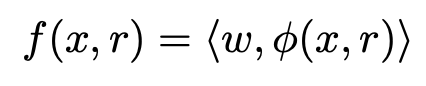 f(x, r) = ⟨w, ϕ(x, r)⟩